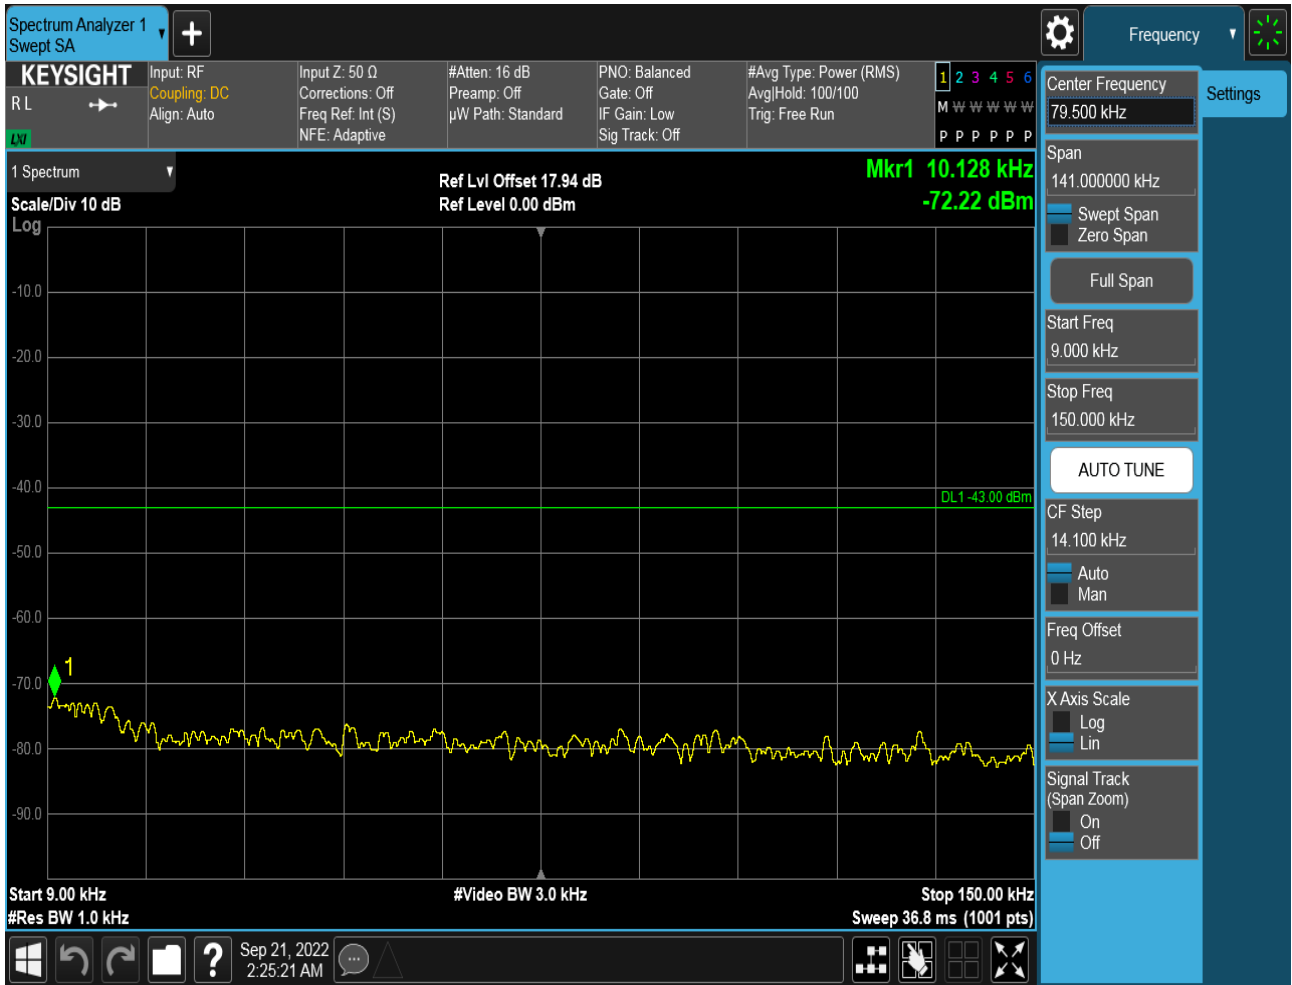 Spectrum Analyzer 1
Swept SA
Frequency
KEYSIGHT
R L
LXI
Input: RF
Coupling: DC
Align: Auto
Input Z: 50 Ω
Corrections: Off
Freq Ref: Int (S)
NFE: Adaptive
#Atten: 16 dB
Preamp: Off
µW Path: Standard
PNO: Balanced
Gate: Off
IF Gain: Low
Sig Track: Off
#Avg Type: Power (RMS)
Avg|Hold: 100/100
Trig: Free Run
1 2 3 4 5 6
M W W W W W
P P P P P P
Center Frequency
79.500 kHz
Settings
1 Spectrum
Scale/Div 10 dB
Log
Ref Lvl Offset 17.94 dB
Ref Level 0.00 dBm
Mkr1 10.128 kHz
-72.22 dBm
Span
141.000000 kHz
Swept Span
Zero Span
Full Span
Start Freq
9.000 kHz
Stop Freq
150.000 kHz
AUTO TUNE
CF Step
14.100 kHz
Auto
Man
Freq Offset
0 Hz
X Axis Scale
Log
Lin
Signal Track
(Span Zoom)
On
Off
-10.0
-20.0
-30.0
-40.0
DL1 -43.00 dBm
-50.0
-60.0
1
-70.0
-80.0
-90.0
Start 9.00 kHz
#Video BW 3.0 kHz
Stop 150.00 kHz
#Res BW 1.0 kHz
Sweep 36.8 ms (1001 pts)
?
Sep 21, 2022
2:25:21 AM